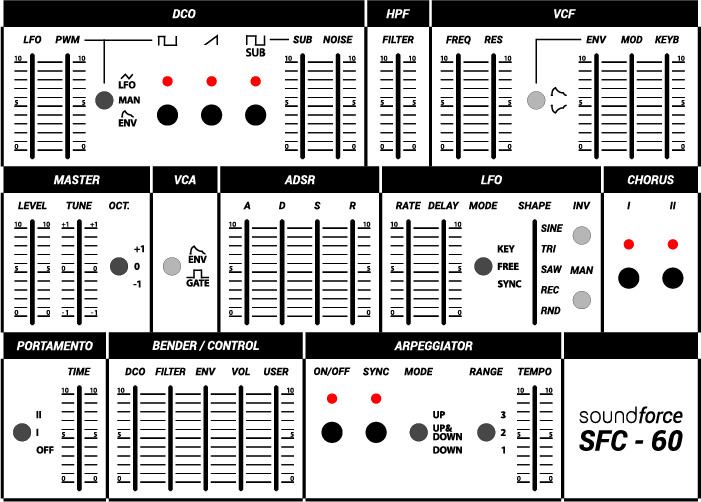 DCO HPF VCF
LFO PWM SUB NOISE FILTER FREQ RES ENV MOD KEYB
SUB
10 10 10 10 10 10 10 10
LFO
MAN
5 5 5 5 5 5 5 5
ENV
0 0 0 0 0 0 0 0
MASTER VCA ADSR LFO CHORUS
LEVEL TUNE OCT. A D S R RATE DELAY MODE SHAPE INV I II
10 +1 +1 10 10 10 10
SINE
+1 ENV KEY TRI
5 0 0 0 5 5 FREE SAW MAN 5 5
-1 GATE SYNC REC
RND
0 -1 -1 0 0 0 0
PORTAMENTO BENDER / CONTROL ARPEGGIATOR
TIME DCO FILTER ENV VOL USER ON/OFF SYNC MODE RANGE TEMPO
10 10 10 10 10 10
II UP 3
I 5 5 5 5 UP& 2 5 5
DOWN
OFF DOWN 1
0 0 0 0 0 0
soundforce
SFC - 60